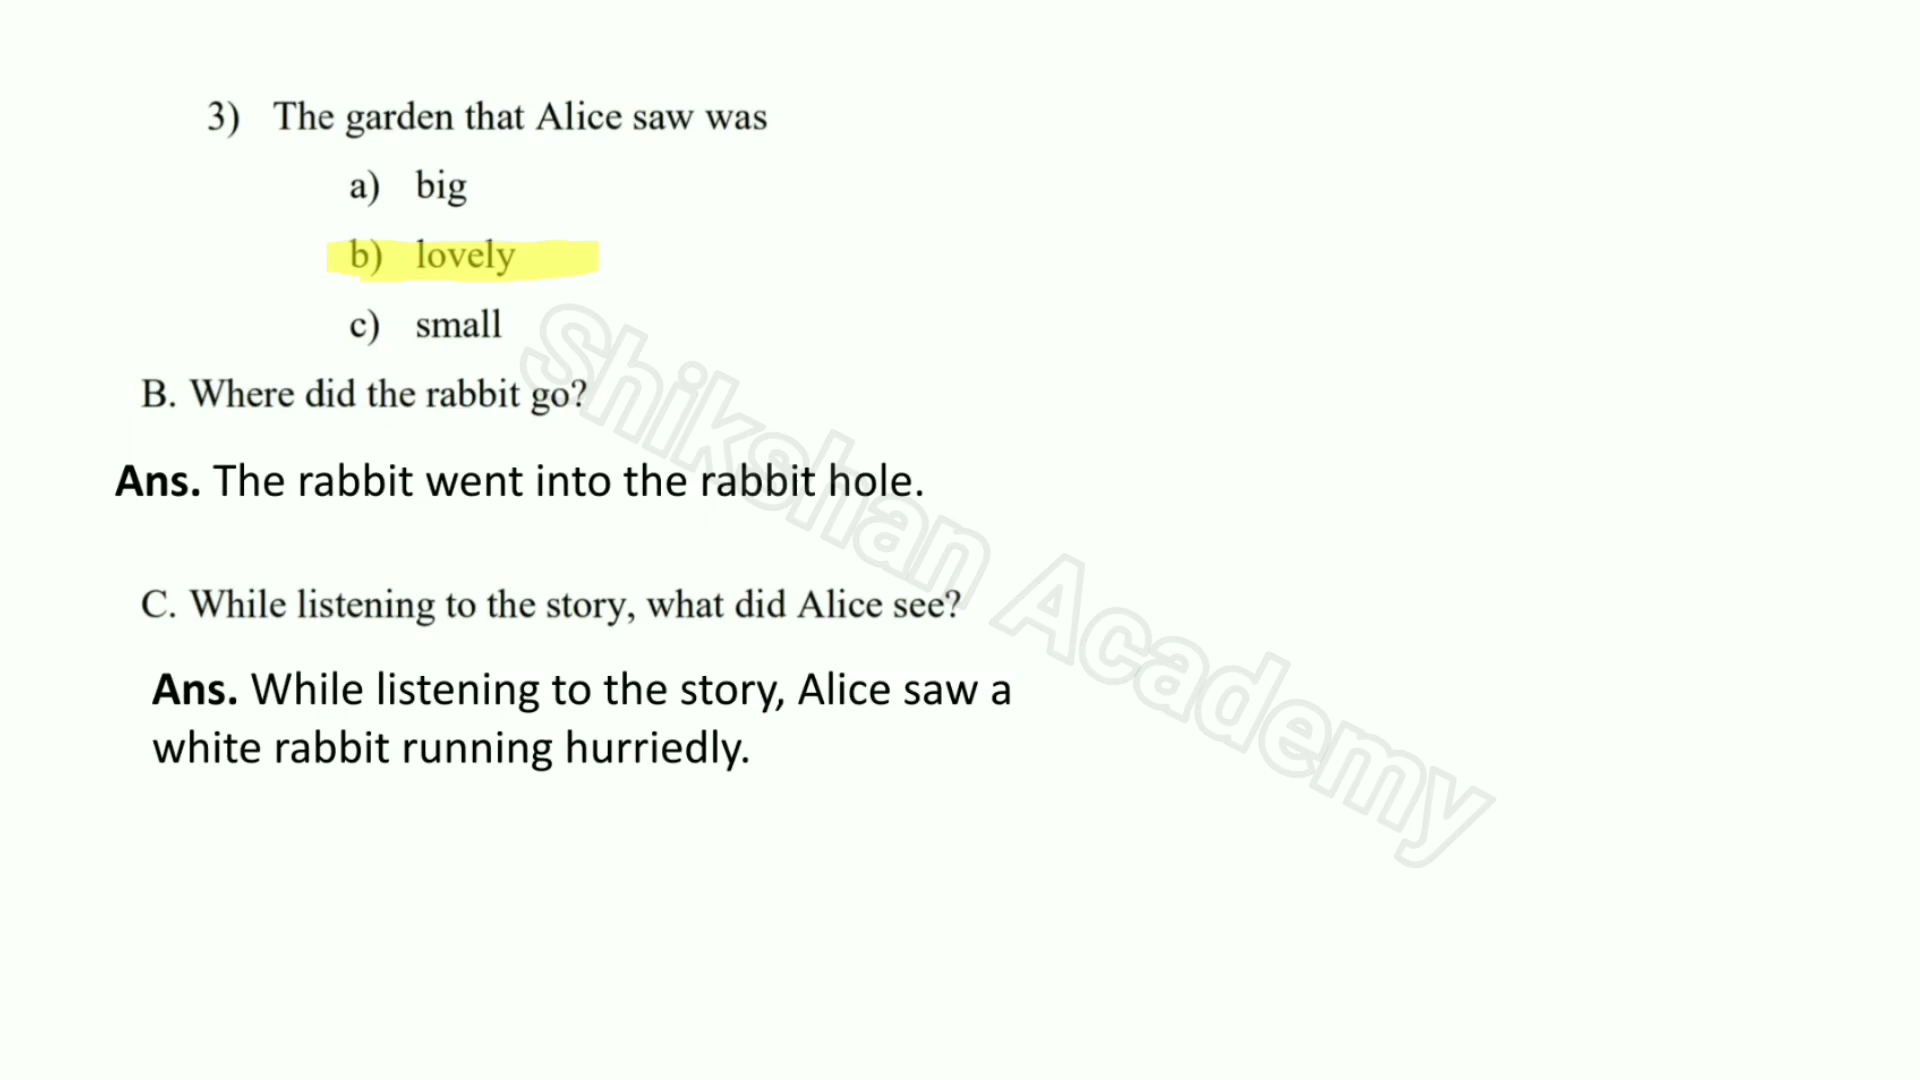 3) The garden that Alice saw was
a) big
b) lovely
c) small
B. Where did the rabbit go?
Ans. The rabbit went into the rabbit hole.
C. While listening to the story, what did Alice see?
Ans. While listening to the story, Alice saw a
white rabbit running hurriedly.
Shikshan Academy